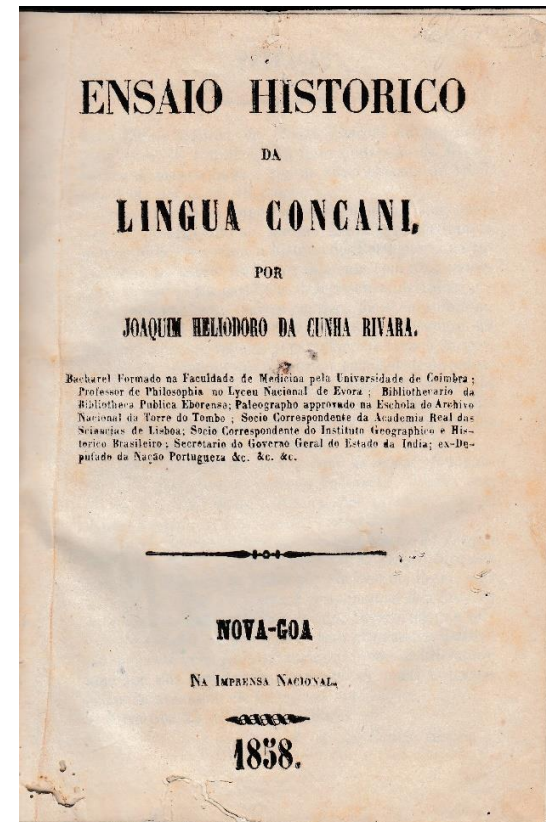 ENSAIO HISTORICO
DA
LINGUA CONCANI,
POR
JOAQUIM HELIODORO DA CUNHA RIVARA.
Bacharel Formado na Faculdade de Medicina pela Universidade de Coimbra;
Professor de Philosophia no Lyceu Nacional de Evora; Bibliothecario da
Bibliotheca Publica Eborense; Paleographo approvado na Eschola do Archivo
Nacional da Torre do Tombo; Socio Correspondente da Academia Real das
Sciencias de Lisboa; Socio Correspondente do Instituto Geographico e His-
torico Brasileiro; Secretario do Governo Geral do Estado da India; ex-De-
putado da Nação Portugueza &c. &c. &c.
NOVA-GOA
NA IMPRENSA NACIONAL.
1858.